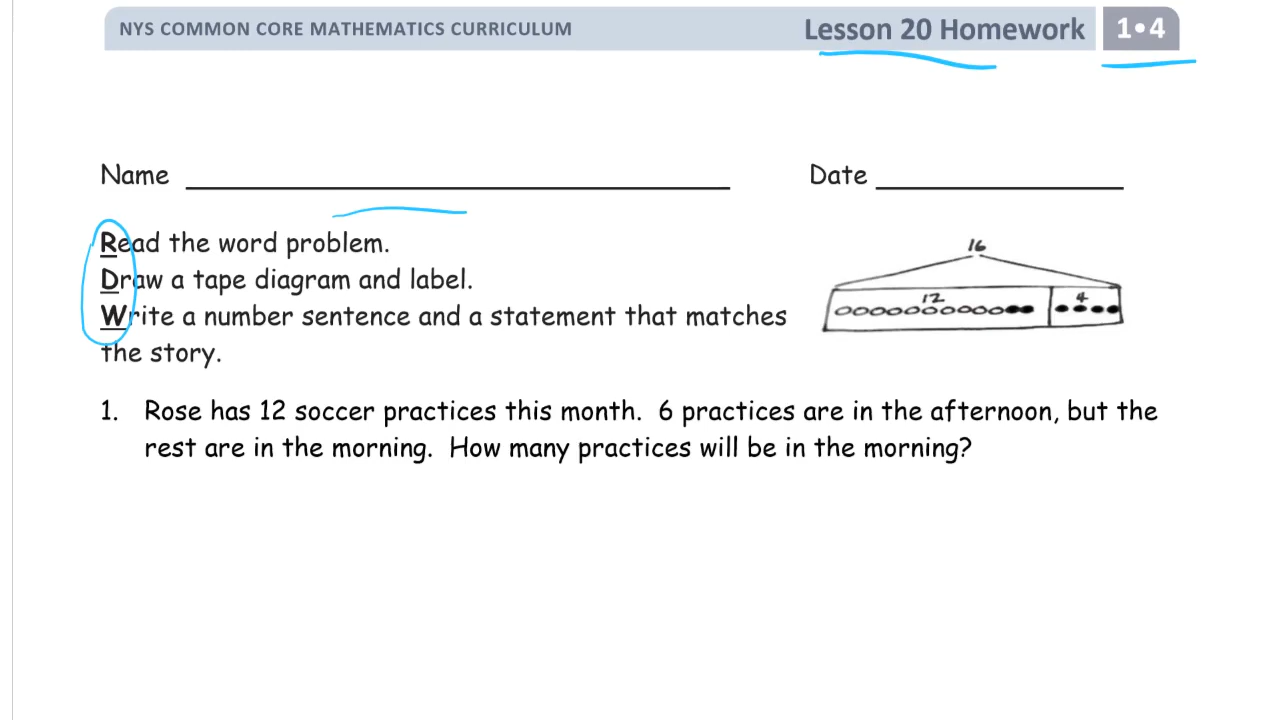 NYS COMMON CORE MATHEMATICS CURRICULUM Lesson 20 Homework 1•4
Name Date
Read the word problem.
Draw a tape diagram and label.
Write a number sentence and a statement that matches
the story.
16
12 4
1. Rose has 12 soccer practices this month. 6 practices are in the afternoon, but the
rest are in the morning. How many practices will be in the morning?